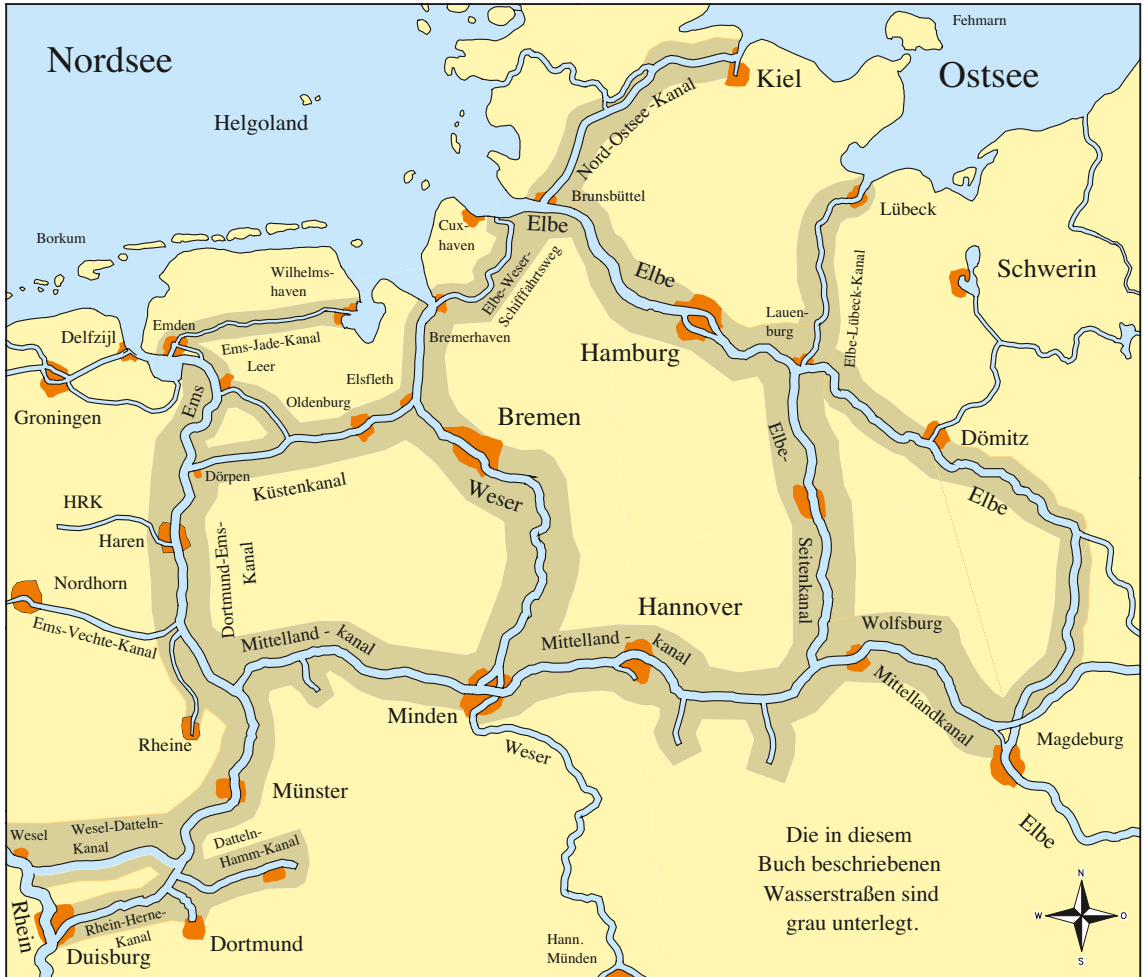 Fehmarn
Nordsee
Kiel
Ostsee
Helgoland
Nord-Ostsee-Kanal
Brunsbüttel
Lübeck
Cux-
haven
Elbe
Borkum
Elbe
Wilhelms-
haven
Elbe-Weser-
Schifffahrtsweg
Schwerin
Elbe-Lübeck-Kanal
Lauen-
burg
Emden
Delfzijl
Ems-Jade-Kanal
Bremerhaven
Hamburg
Leer
Elsfleth
Groningen
Ems
Oldenburg
Bremen
Dömitz
Elbe-
Seitenkanal
Dörpen
Küstenkanal
Weser
Elbe
HRK
Haren
Dortmund-Ems-
Kanal
Nordhorn
Ems-Vechte-Kanal
Hannover
Wolfsburg
Mittelland - kanal
Mittelland - kanal
Mittellandkanal
Minden
Rheine
Weser
Magdeburg
Münster
Elbe
Wesel
Wesel-Datteln-
Kanal
Datteln-
Hamm-Kanal
Die in diesem
Buch beschriebenen
Wasserstraßen sind
grau unterlegt.
Rhein
Rhein-Herne-
Kanal
Duisburg
Dortmund
Hann.
Münden
N
W
O
S